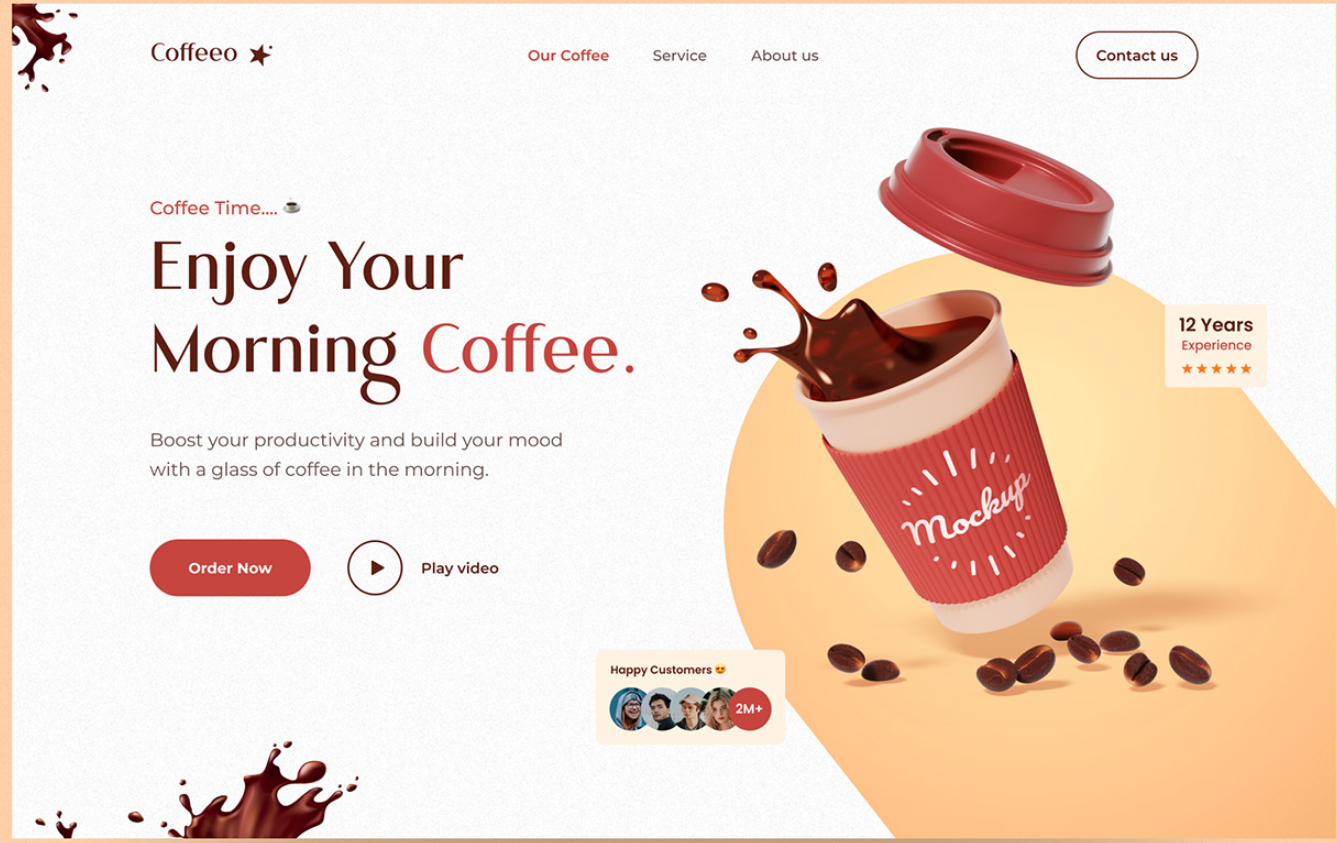 Coffeeo
Our Coffee
Service
About us
Contact us
Coffee Time....
Enjoy Your
Morning Coffee.
Boost your productivity and build your mood
with a glass of coffee in the morning.
Order Now
Play video
12 Years
Experience
Mockup
Happy Customers 😍
2M+